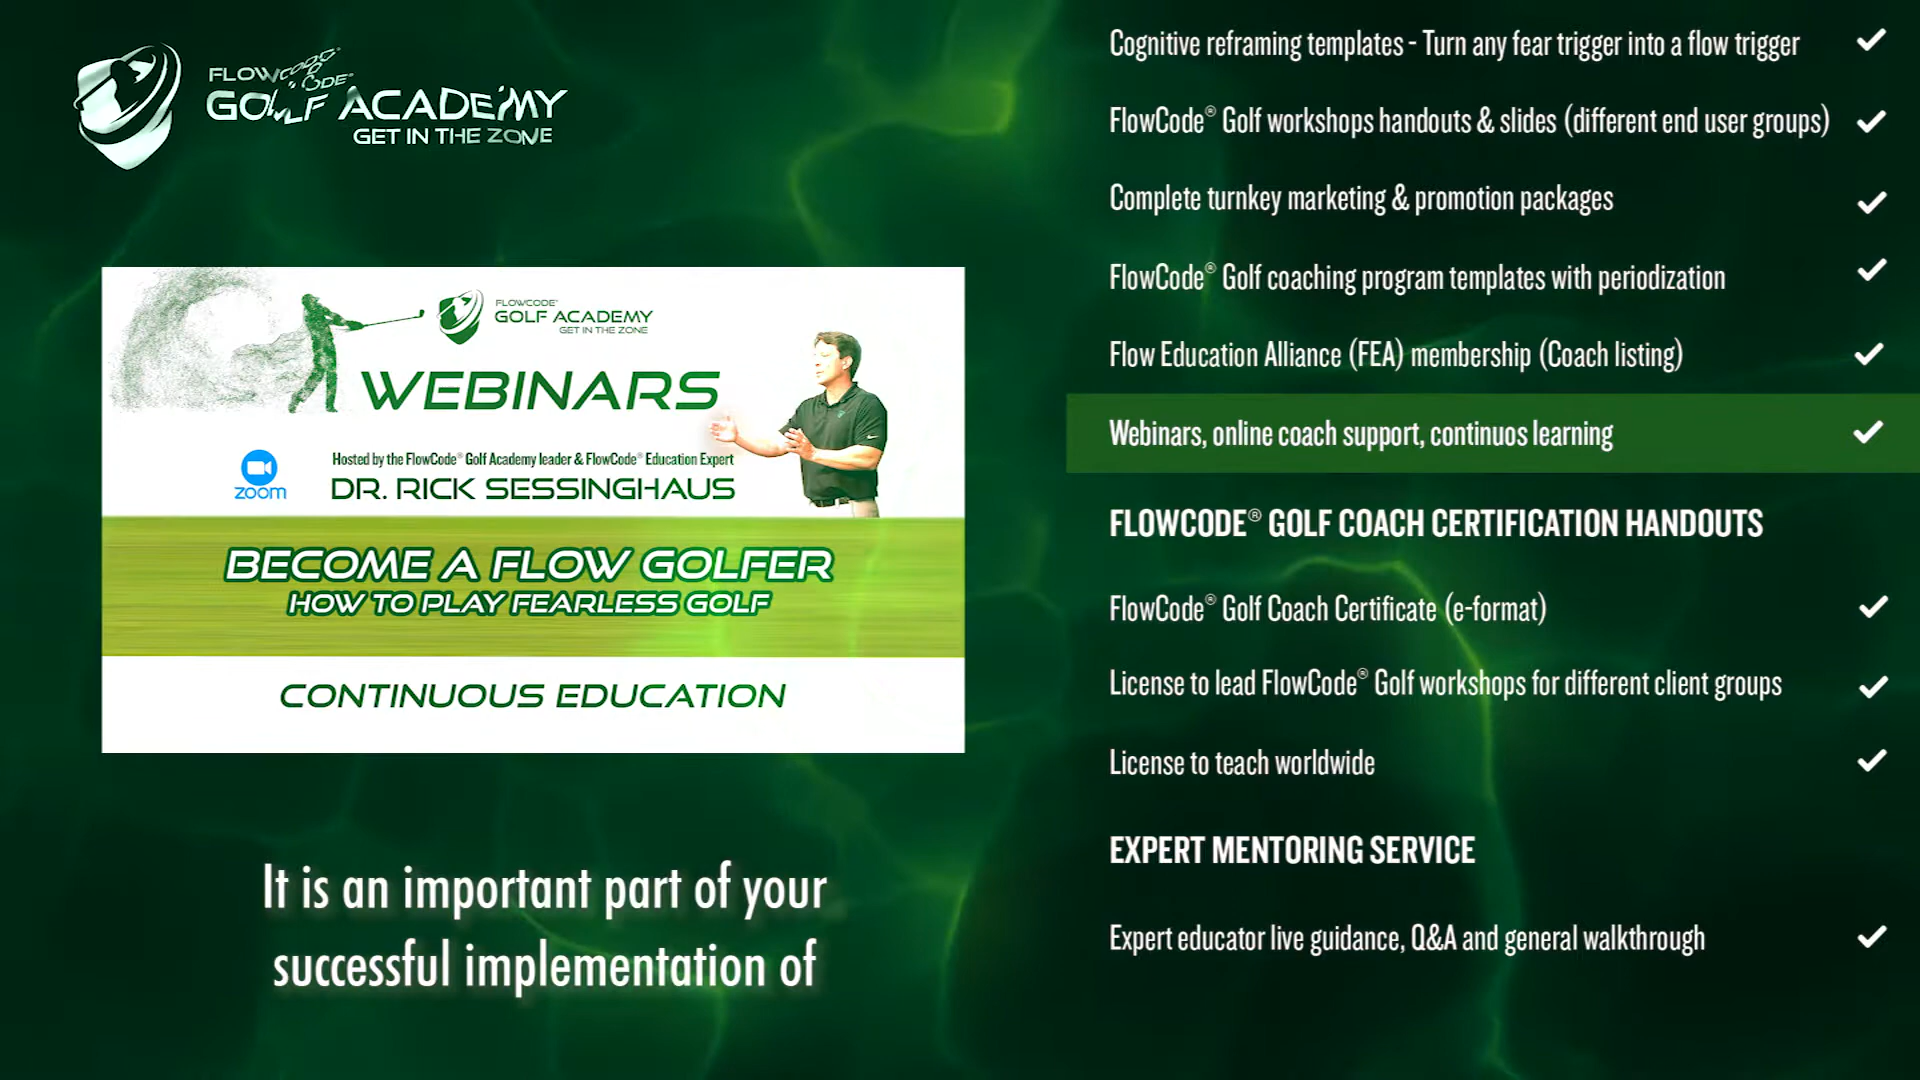 FLOWCODE®
GOLF ACADEMY
GET IN THE ZONE
FLOWCODE®
GOLF ACADEMY
GET IN THE ZONE
WEBINARS
Hosted by the FlowCode® Golf Academy leader & FlowCode® Education Expert
zoom
DR. RICK SESSINGHAUS
BECOME A FLOW GOLFER
HOW TO PLAY FEARLESS GOLF
CONTINUOUS EDUCATION
It is an important part of your
successful implementation of
Cognitive reframing templates - Turn any fear trigger into a flow trigger
FlowCode® Golf workshops handouts & slides (different end user groups)
Complete turnkey marketing & promotion packages
FlowCode® Golf coaching program templates with periodization
Flow Education Alliance (FEA) membership (Coach listing)
Webinars, online coach support, continuos learning
FLOWCODE® GOLF COACH CERTIFICATION HANDOUTS
FlowCode® Golf Coach Certificate (e-format)
License to lead FlowCode® Golf workshops for different client groups
License to teach worldwide
EXPERT MENTORING SERVICE
Expert educator live guidance, Q&A and general walkthrough